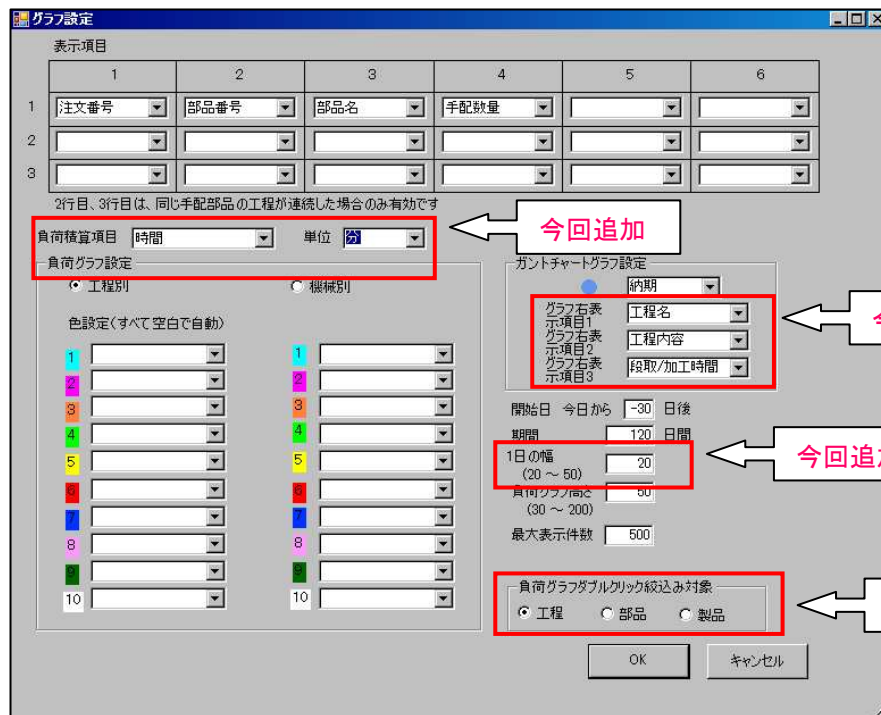 グラフ設定
表示項目
1 2 3 4 5 6
1 注文番号 部品番号 部品名 手配数量
2
3
2行目、3行目は、同じ手配部品の工程が連続した場合のみ有効です
負荷積算項目 時間 単位 分
今回追加
負荷グラフ設定
工程別 機械別
色設定(すべて空白で自動)
1 1
2 2
3 3
4 4
5 5
6 6
7 7
8 8
9 9
10 10
ガントチャートグラフ設定
納期
グラフ右表示項目1 工程名
グラフ右表示項目2 工程内容
グラフ右表示項目3 段取/加工時間
開始日 今日から -30 日後
期間 120 日間
1日の幅 20
(20 ~ 50)
今回追
負荷グラフ高さ 50
(30 ~ 200)
最大表示件数 500
負荷グラフダブルクリック絞込み対象
工程 部品 製品
OK キャンセル